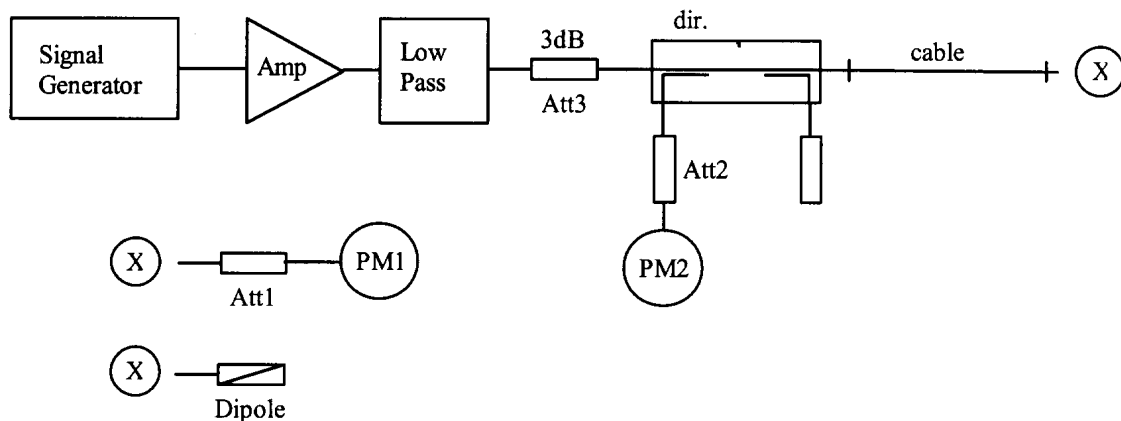 dir.
3dB
cable
Signal
Generator
Amp
Low
Pass
X
Att3
Att2
X
PM1
PM2
Att1
X
Dipole